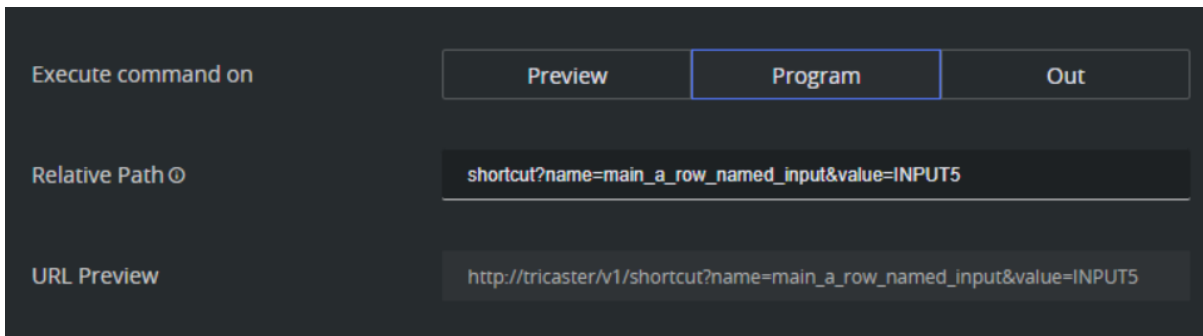 Execute command on Preview Program Out
Relative Path shortcut?name=main_a_row_named_input&value=INPUT5
URL Preview http://tricaster/v1/shortcut?name=main_a_row_named_input&value=INPUT5